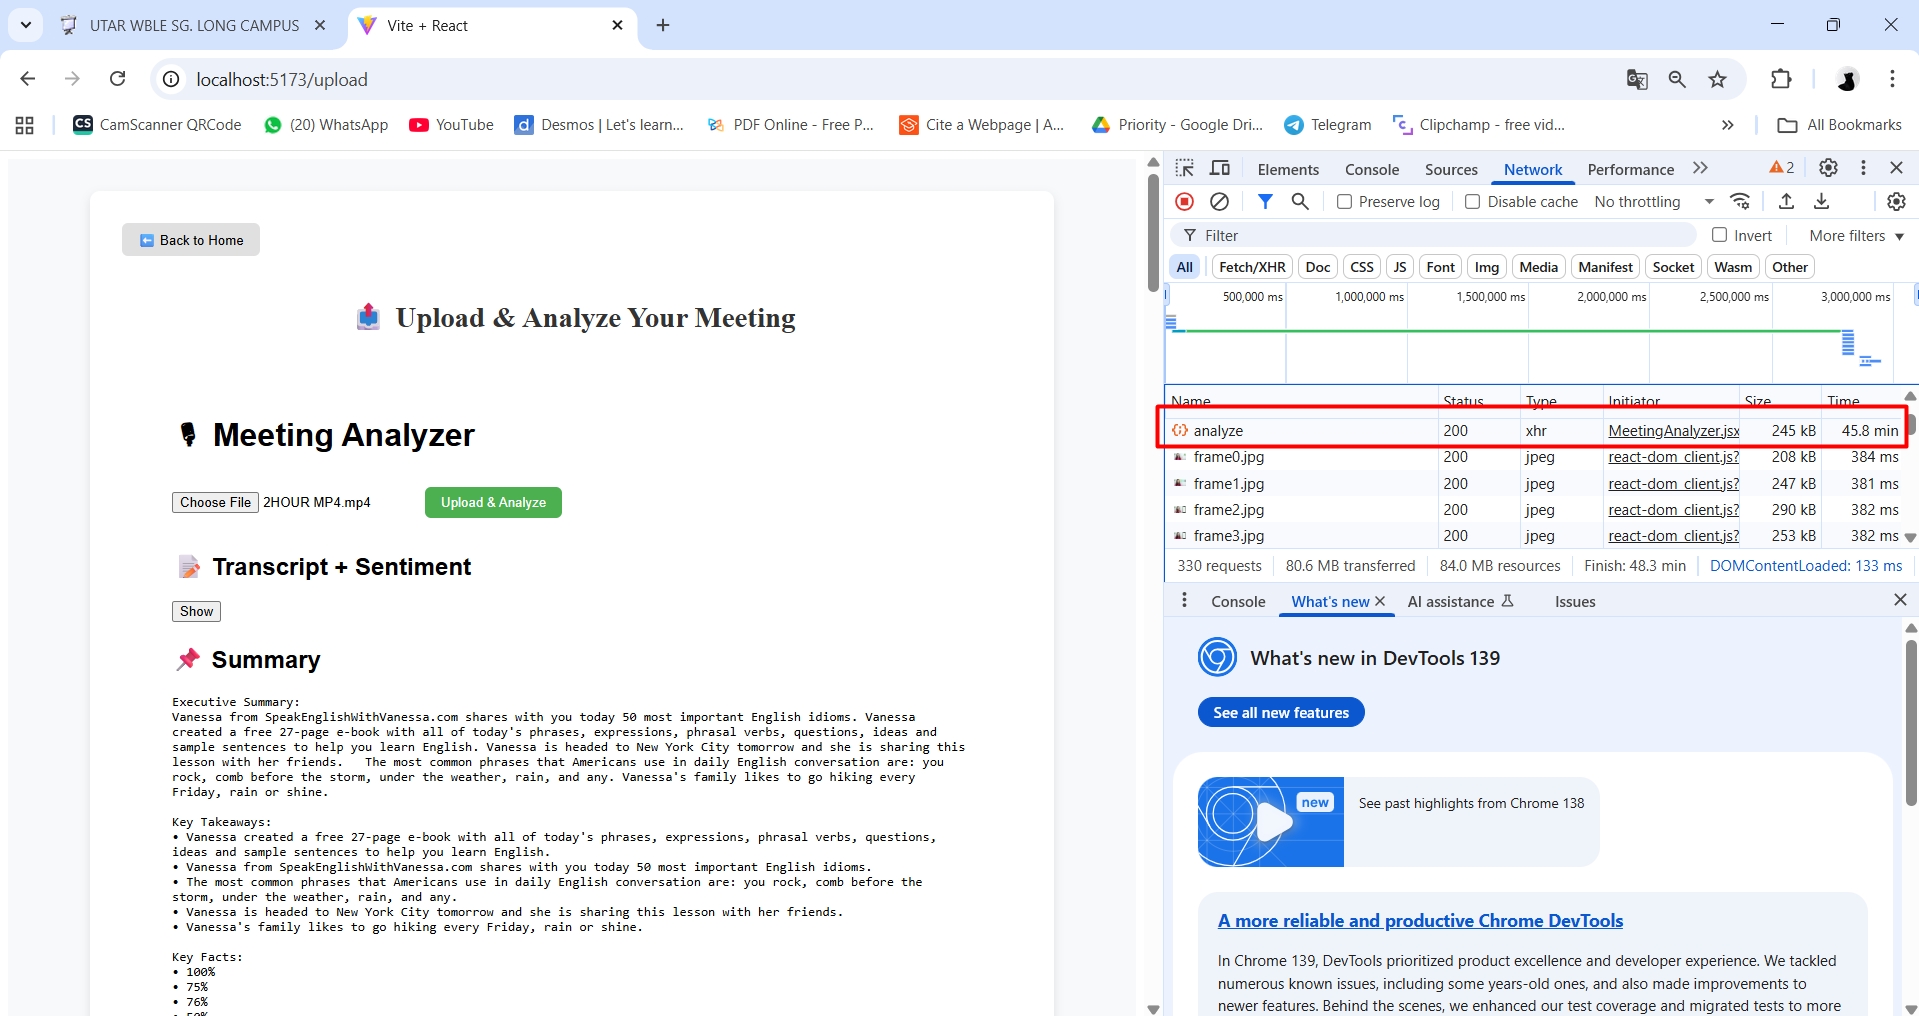 UTAR WBLE SG. LONG CAMPUS
Vite + React
localhost:5173/upload
CamScanner QRCode
(20) WhatsApp
YouTube
Desmos | Let's learn...
PDF Online - Free P...
Cite a Webpage | A...
Priority - Google Dri...
Telegram
Clipchamp - free vid...
All Bookmarks
Back to Home
Upload & Analyze Your Meeting
Meeting Analyzer
Choose File 2HOUR MP4.mp4
Upload & Analyze
Transcript + Sentiment
Show
Summary
Executive Summary:
Vanessa from SpeakEnglishWithVanessa.com shares with you today 50 most important English idioms. Vanessa
created a free 27-page e-book with all of today's phrases, expressions, phrasal verbs, questions, ideas and
sample sentences to help you learn English. Vanessa is headed to New York City tomorrow and she is sharing this
lesson with her friends.   The most common phrases that Americans use in daily English conversation are: you
rock, comb before the storm, under the weather, rain, and any. Vanessa's family likes to go hiking every
Friday, rain or shine.
Key Takeaways:
• Vanessa created a free 27-page e-book with all of today's phrases, expressions, phrasal verbs, questions,
ideas and sample sentences to help you learn English.
• Vanessa from SpeakEnglishWithVanessa.com shares with you today 50 most important English idioms.
• The most common phrases that Americans use in daily English conversation are: you rock, comb before the
storm, under the weather, rain, and any.
• Vanessa is headed to New York City tomorrow and she is sharing this lesson with her friends.
• Vanessa's family likes to go hiking every Friday, rain or shine.
Key Facts:
• 100%
• 75%
• 76%
• 50%
Elements Console Sources Network Performance
2
Preserve log
Disable cache
No throttling
Filter
Invert
More filters
All Fetch/XHR Doc CSS JS Font Img Media Manifest Socket Wasm Other
500,000 ms 1,000,000 ms 1,500,000 ms 2,000,000 ms 2,500,000 ms 3,000,000 ms
Name Status Type Initiator Size Time
analyze 200 xhr MeetingAnalyzer.jsx 245 kB 45.8 min
frame0.jpg 200 jpeg react-dom_client.js? 208 kB 384 ms
frame1.jpg 200 jpeg react-dom_client.js? 247 kB 381 ms
frame2.jpg 200 jpeg react-dom_client.js? 290 kB 382 ms
frame3.jpg 200 jpeg react-dom_client.js? 253 kB 382 ms
330 requests 80.6 MB transferred 84.0 MB resources Finish: 48.3 min DOMContentLoaded: 133 ms
Console What's new AI assistance Issues
What's new in DevTools 139
See all new features
new
See past highlights from Chrome 138
A more reliable and productive Chrome DevTools
In Chrome 139, DevTools prioritized product excellence and developer experience. We tackled
numerous known issues, including some years-old ones, and also made improvements to
newer features. Behind the scenes, we enhanced our test coverage and migrated tests to more